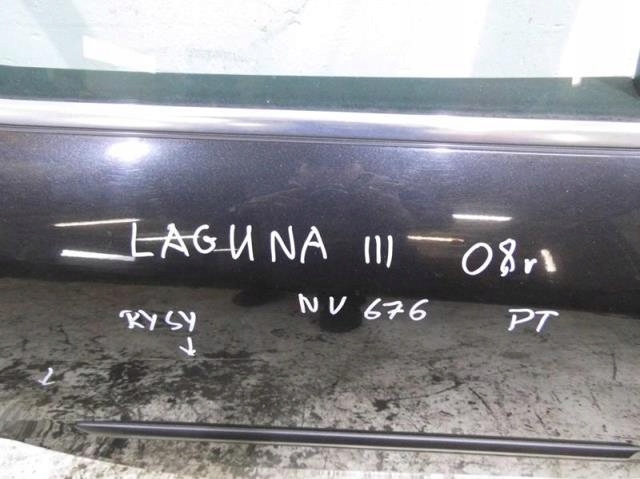 LAGUNA III 08r
NV 676
RYSY PT